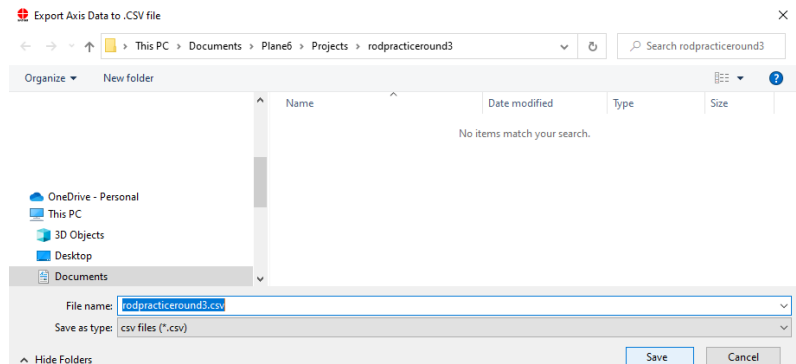 Export Axis Data to .CSV file
This PC > Documents > Plane6 > Projects > rodpracticeround3
Search rodpracticeround3
Organize
New folder
Name
Date modified
Type
Size
No items match your search.
OneDrive - Personal
This PC
3D Objects
Desktop
Documents
File name: rodpracticeround3.csv
Save as type: csv files (*.csv)
Hide Folders
Save
Cancel